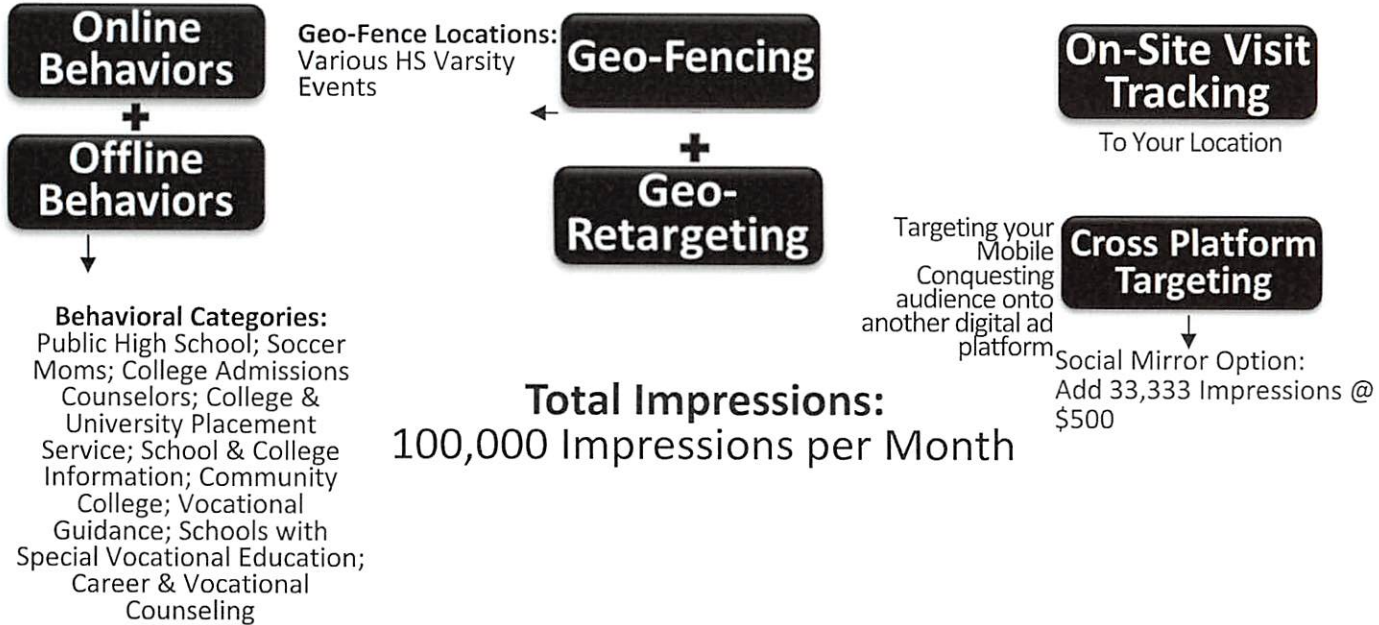 Online
Behaviors
+
Offline
Behaviors
Behavioral Categories:
Public High School; Soccer
Moms; College Admissions
Counselors; College &
University Placement
Service; School & College
Information; Community
College; Vocational
Guidance; Schools with
Special Vocational Education;
Career & Vocational
Counseling
Geo-Fence Locations:
Various HS Varsity
Events
Geo-Fencing
+
Geo-
Retargeting
Total Impressions:
100,000 Impressions per Month
On-Site Visit
Tracking
To Your Location
Targeting your
Mobile
Conquesting
audience onto
another digital ad
platform
Cross Platform
Targeting
Social Mirror Option:
Add 33,333 Impressions @
$500